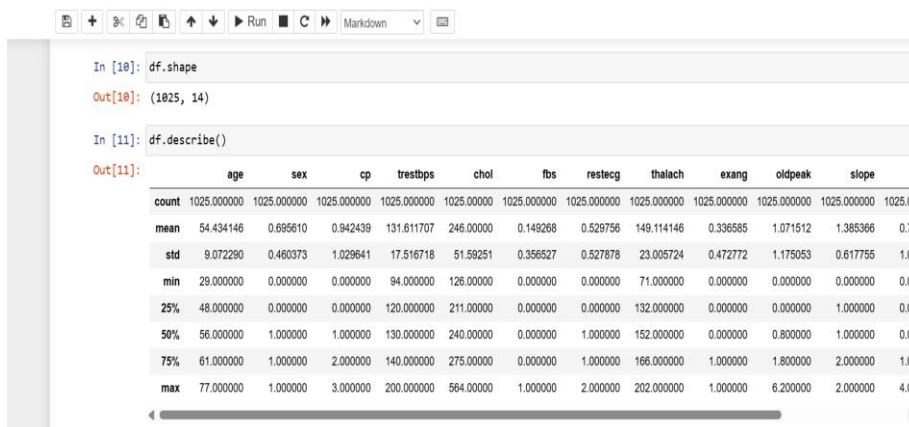 Run Markdown
In [10]: df.shape
Out[10]: (1025, 14)
In [11]: df.describe()
Out[11]:
age sex cp trestbps chol fbs restecg thalach exang oldpeak slope
count 1025.000000 1025.000000 1025.000000 1025.000000 1025.00000 1025.000000 1025.000000 1025.000000 1025.000000 1025.000000 1025.000000 1025.
mean 54.434146 0.695610 0.942439 131.611707 246.00000 0.149268 0.529756 149.114146 0.336585 1.071512 1.385366 0.
std 9.072290 0.460373 1.029641 17.516718 51.59251 0.356527 0.527878 23.005724 0.472772 1.175053 0.617755 1.
min 29.000000 0.000000 0.000000 94.000000 126.00000 0.000000 0.000000 71.000000 0.000000 0.000000 0.000000 0.
25% 48.000000 0.000000 0.000000 120.000000 211.00000 0.000000 0.000000 132.000000 0.000000 0.000000 1.000000 0.
50% 56.000000 1.000000 1.000000 130.000000 240.00000 0.000000 1.000000 152.000000 0.000000 0.800000 1.000000 0.
75% 61.000000 1.000000 2.000000 140.000000 275.00000 0.000000 1.000000 166.000000 1.000000 1.800000 2.000000 1.
max 77.000000 1.000000 3.000000 200.000000 564.00000 1.000000 2.000000 202.000000 1.000000 6.200000 2.000000 4.